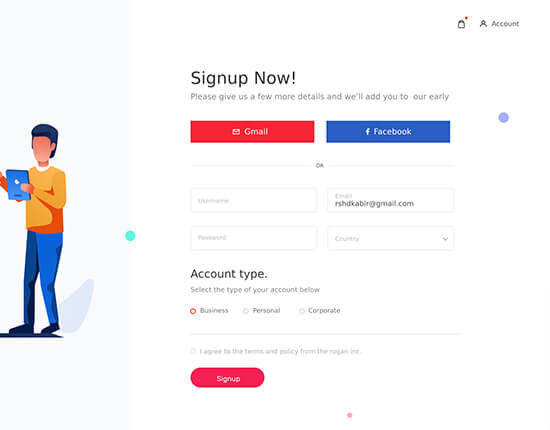 Account
Signup Now!
Please give us a few more details and we'll add you to our early
Gmail
Facebook
OR
Username
Email
rshdkabir@gmail.com
Password
Country
Account type.
Select the type of your account below
Business Personal Corporate
I agree to the terms and policy from the rogan inc.
Signup